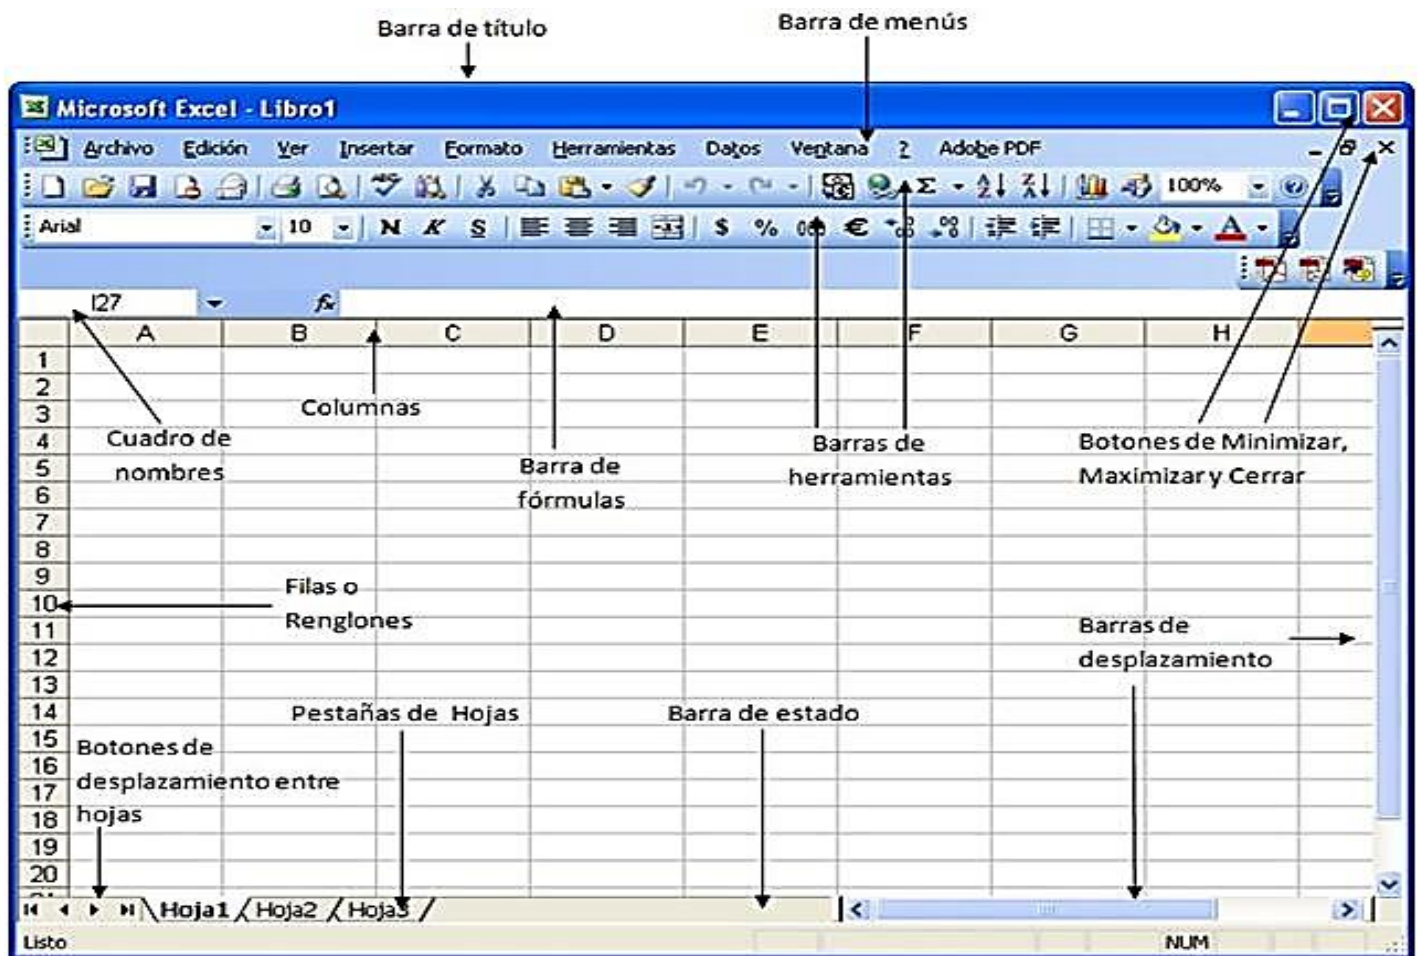 Barra de título
Barra de menús
Microsoft Excel - Libro1
Archivo Edición Ver Insertar Formato Herramientas Datos Ventana ? Adobe PDF
100%
Arial 10 N K S $ % €
I27 fx
A B C D E F G H
1
2
3
4
5
6
7
8
9
10
11
12
13
14
15
16
17
18
19
20
Columnas
Cuadro de
nombres
Barra de
fórmulas
Barras de
herramientas
Botones de Minimizar,
Maximizar y Cerrar
Filas o
Renglones
Barras de
desplazamiento
Pestañas de Hojas
Barra de estado
Botones de
desplazamiento entre
hojas
Hoja1 Hoja2 Hoja3
Listo NUM